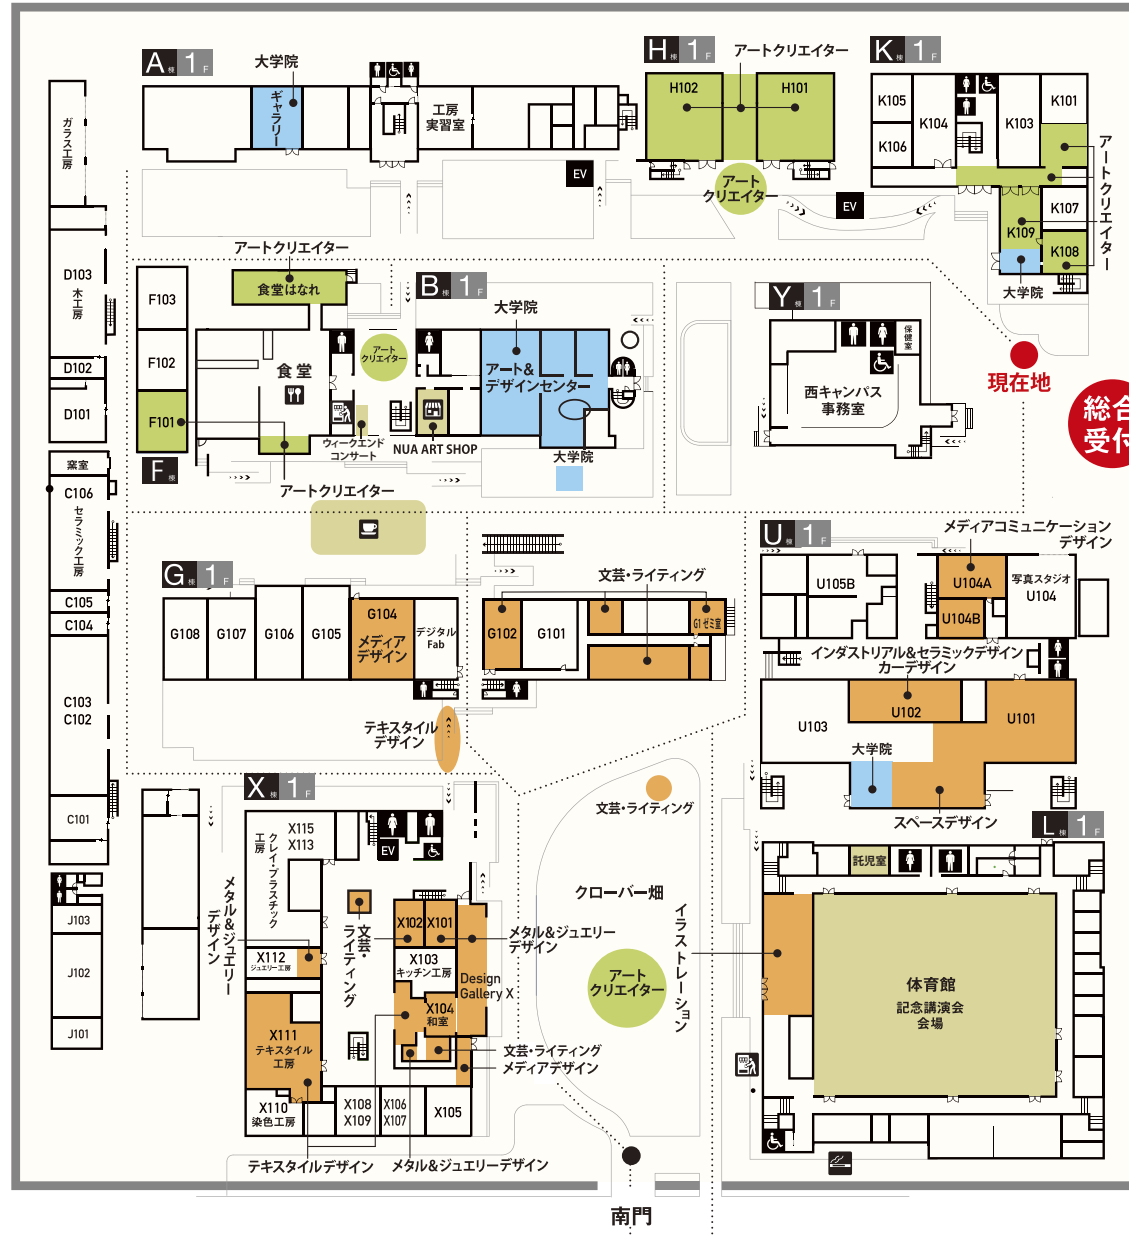 A棟 1F
大学院
ギャラリー
工房
実習室
EV
ガラス工房
H棟 1F
アートクリエイター
H102
H101
アート
クリエイター
EV
K棟 1F
K105
K104
K103
K101
K106
K107
K109
K108
アートクリエイター
大学院
D103
木工房
D102
D101
アートクリエイター
食堂はなれ
F103
F102
F101
F棟
食堂
アート
クリエイター
ウィークエンド
コンサート
NUA ART SHOP
アートクリエイター
B棟 1F
大学院
アート&
デザインセンター
大学院
Y棟 1F
保健室
西キャンパス
事務室
現在地
総合
受付
窯室
C106
セラミック工房
C105
C104
C103
C102
C101
G棟 1F
G108
G107
G106
G105
G104
メディア
デザイン
デジタル
Fab
文芸・ライティング
G102
G101
G1 ゼミ室
テキスタイル
デザイン
U棟 1F
メディアコミュニケーション
デザイン
U105B
U104A
U104B
写真スタジオ
U104
インダストリアル&セラミックデザイン
カーデザイン
U103
U102
U101
大学院
スペースデザイン
X棟 1F
X115
X113
クレイ・プラスチック
工房
EV
メタル&ジュエリー
デザイン
文芸・
ライティング
X102
X101
メタル&ジュエリー
デザイン
X112
ジュエリー工房
X103
キッチン工房
Design
Gallery X
X104
和室
X111
テキスタイル
工房
文芸・ライティング
メディアデザイン
X110
染色工房
X108
X109
X106
X107
X105
テキスタイルデザイン
メタル&ジュエリーデザイン
J103
J102
J101
文芸・ライティング
クローバー畑
アート
クリエイター
イラストレーション
L棟 1F
託児室
体育館
記念講演会
会場
南門